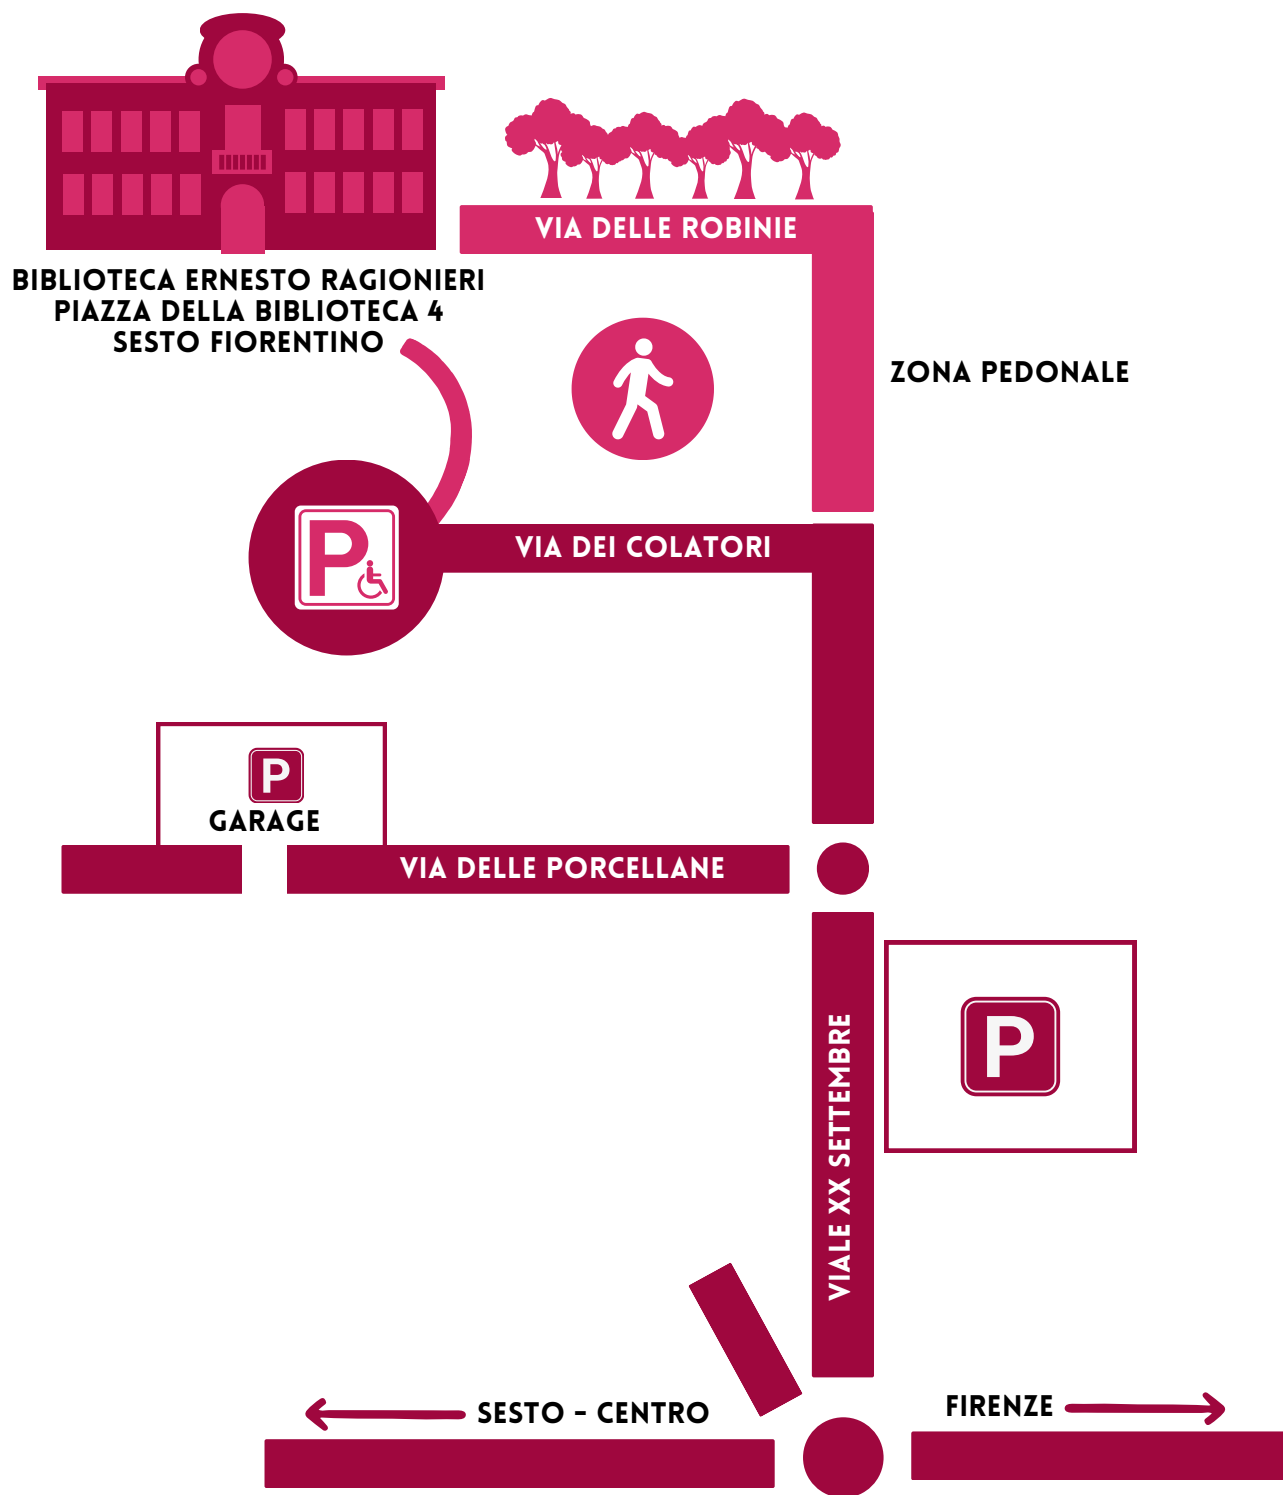 VIA DELLE ROBINIE
BIBLIOTECA ERNESTO RAGIONIERI
PIAZZA DELLA BIBLIOTECA 4
SESTO FIORENTINO
ZONA PEDONALE
P
VIA DEI COLATORI
P
GARAGE
VIA DELLE PORCELLANE
P
VIALE XX SETTEMBRE
SESTO - CENTRO
FIRENZE